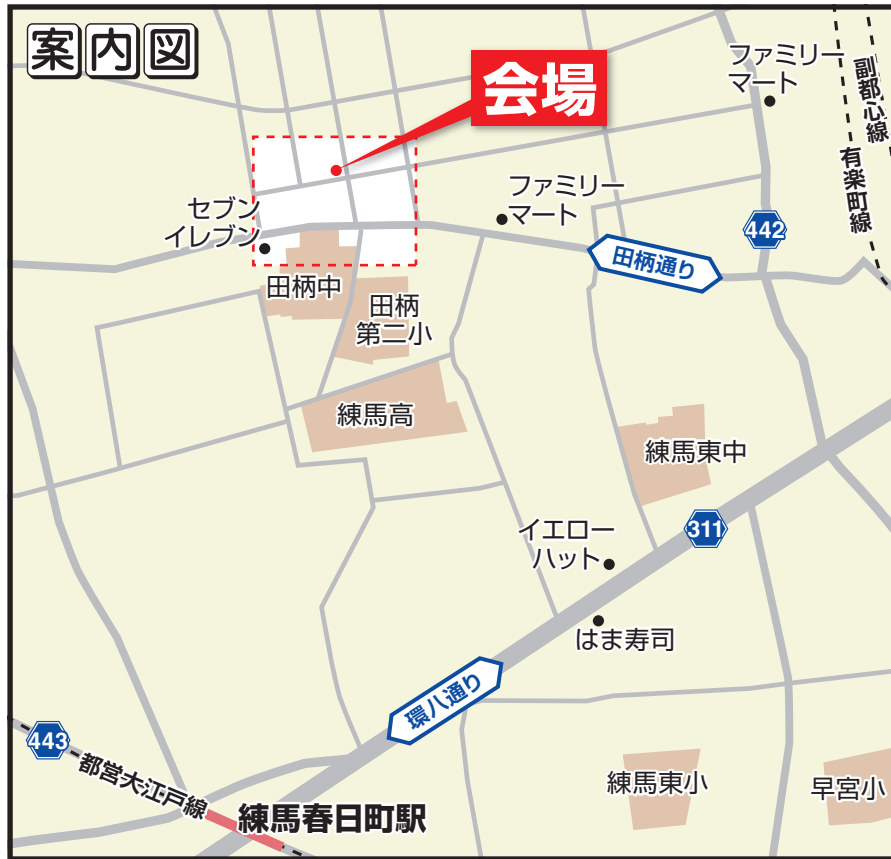 案内図
会場
ファミリー
マート
副都心線
有楽町線
セブン
イレブン
ファミリー
マート
442
田柄通り
田柄中
田柄
第二小
練馬高
練馬東中
311
イエロー
ハット
はま寿司
環八通り
443
都営大江戸線
練馬春日町駅
練馬東小
早宮小